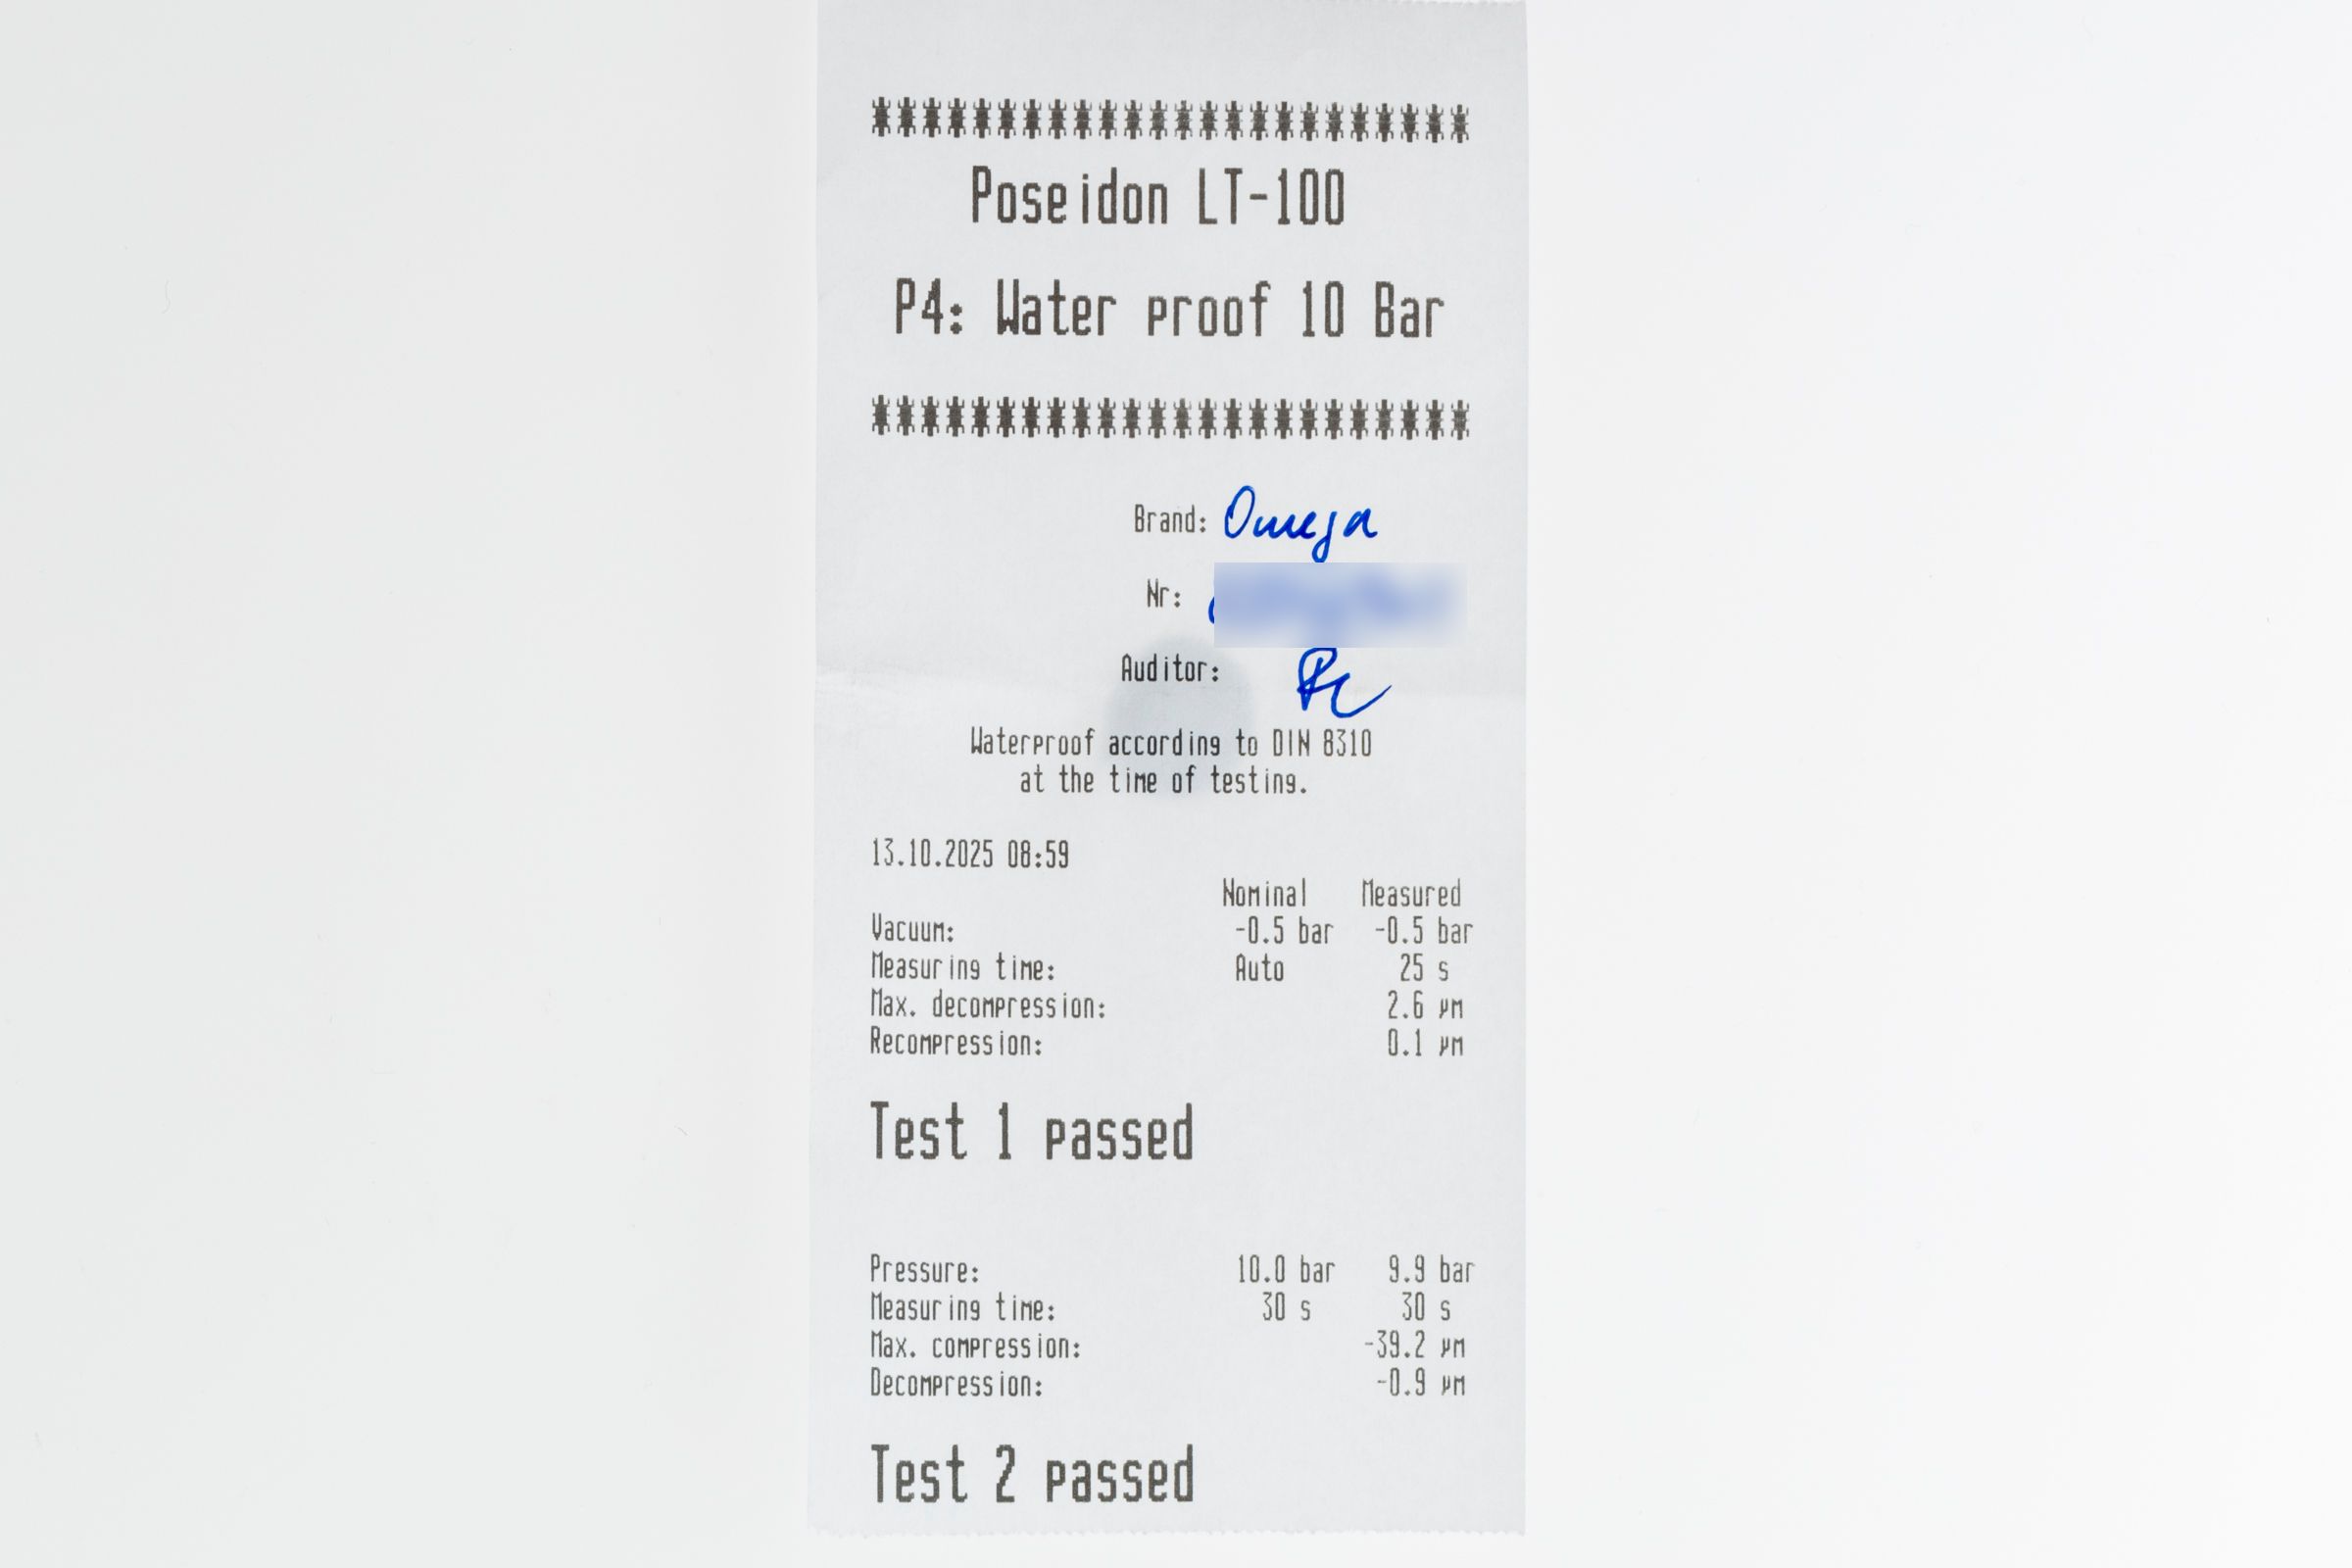 ************************
Poseidon LT-100
P4: Water proof 10 Bar
************************
Brand: Omega
Nr:
Auditor:
Waterproof according to DIN 8310
at the time of testing.
13.10.2025 08:59
Nominal Measured
Vacuum: -0.5 bar -0.5 bar
Measuring time: Auto 25 s
Max. decompression: 2.6 µm
Recompression: 0.1 µm
Test 1 passed
Pressure: 10.0 bar 9.9 bar
Measuring time: 30 s 30 s
Max. compression: -39.2 µm
Decompression: -0.9 µm
Test 2 passed